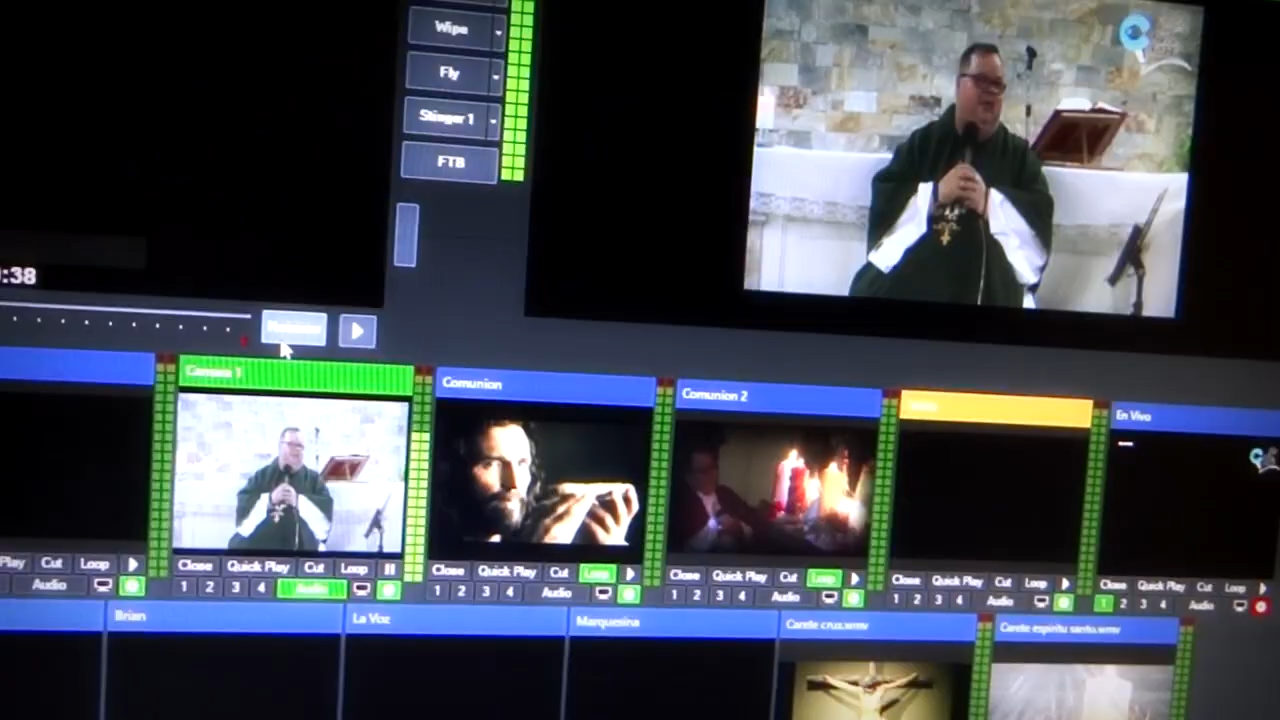 Wipe
Fly
Stinger 1
FTB
:38
Camara 1
Comunion
Comunion 2
En Vivo
Play Cut Loop
Close Quick Play Cut Loop
Close Quick Play Cut Loop
Close Quick Play Cut Loop
Close Quick Play Cut Loop
Close Quick Play Cut Loop
Audio
1 2 3 4 Audio
1 2 3 4 Audio
1 2 3 4 Audio
1 2 3 4 Audio
1 2 3 4 Audio
Brian
La Voz
Marquesina
Carete cruz.wmv
Carete espiritu santo.wmv